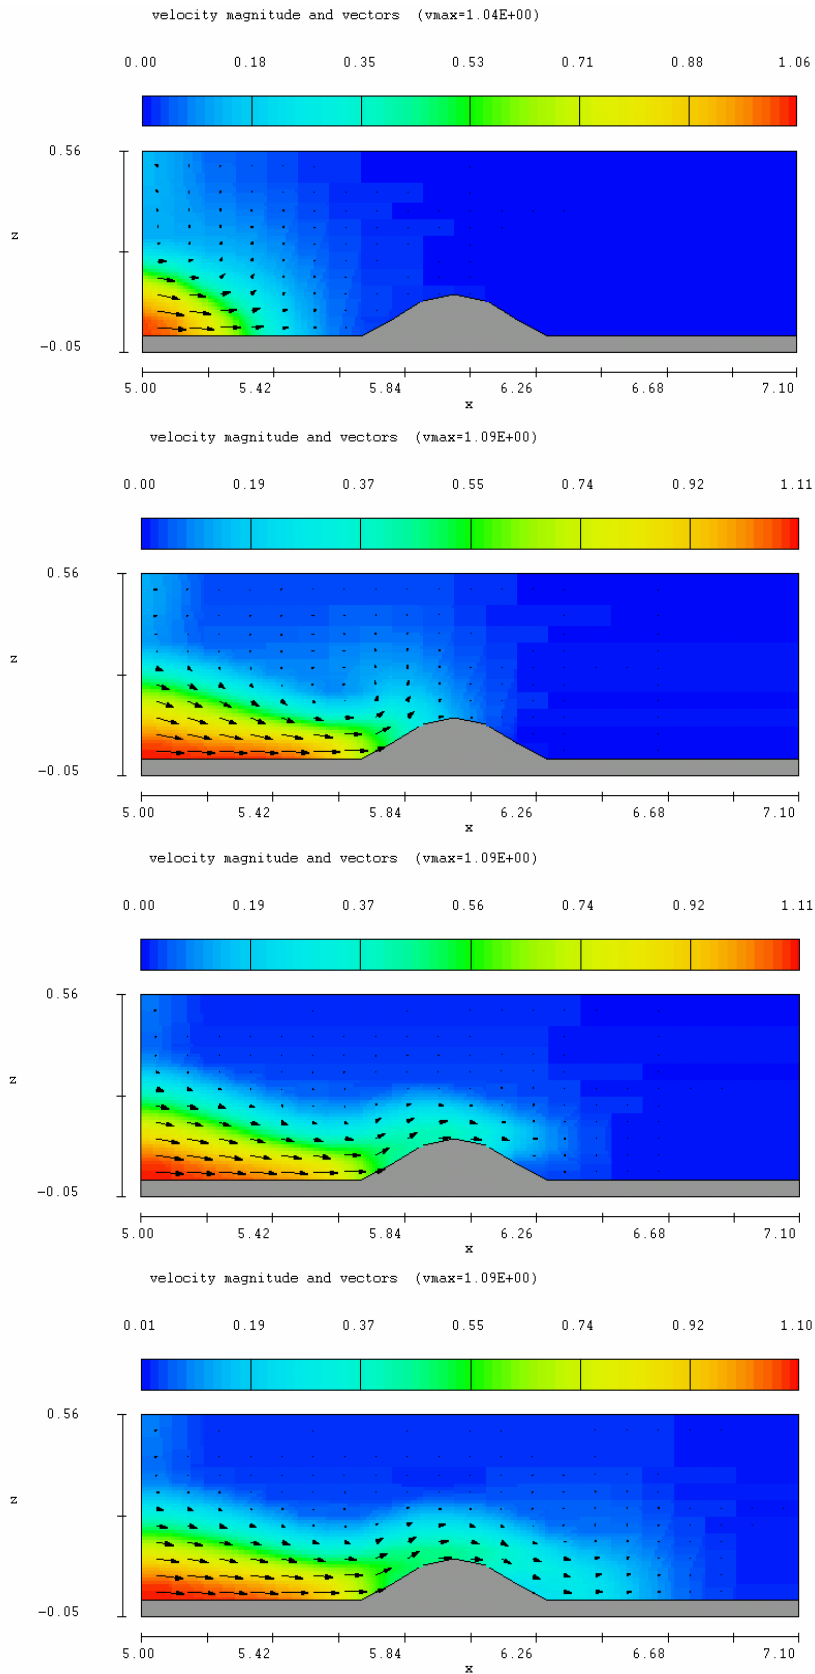 velocity magnitude and vectors (vmax=1.04E+00)
0.00 0.18 0.35 0.53 0.71 0.88 1.06
0.56
z
-0.05
5.00 5.42 5.84 6.26 6.68 7.10
x
velocity magnitude and vectors (vmax=1.09E+00)
0.00 0.19 0.37 0.55 0.74 0.92 1.11
0.56
z
-0.05
5.00 5.42 5.84 6.26 6.68 7.10
x
velocity magnitude and vectors (vmax=1.09E+00)
0.00 0.19 0.37 0.56 0.74 0.92 1.11
0.56
z
-0.05
5.00 5.42 5.84 6.26 6.68 7.10
x
velocity magnitude and vectors (vmax=1.09E+00)
0.01 0.19 0.37 0.55 0.74 0.92 1.10
0.56
z
-0.05
5.00 5.42 5.84 6.26 6.68 7.10
x